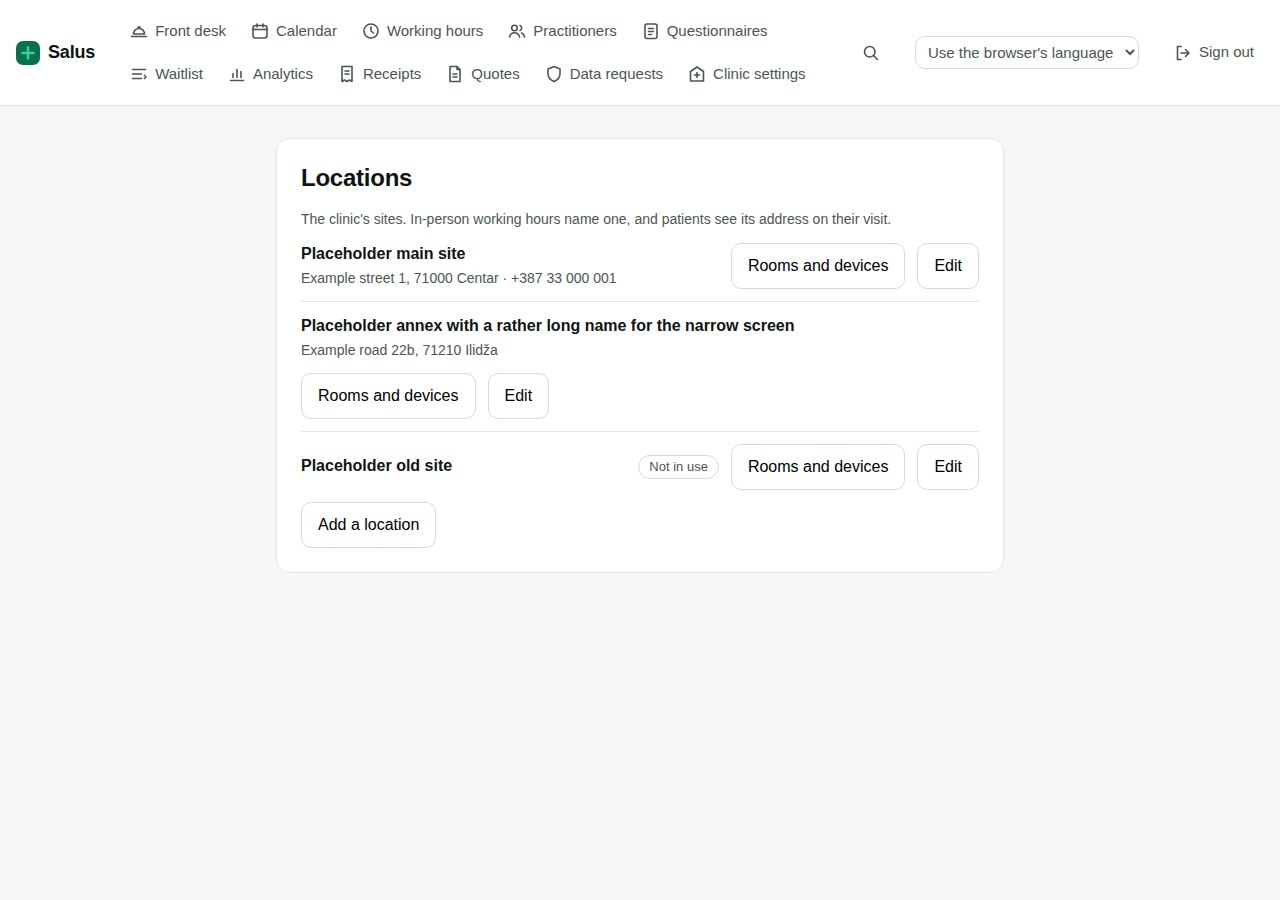 Salus
Front desk
Calendar
Working hours
Practitioners
Questionnaires
Waitlist
Analytics
Receipts
Quotes
Data requests
Clinic settings
Use the browser's language
Sign out
Locations
The clinic's sites. In-person working hours name one, and patients see its address on their visit.
Placeholder main site
Example street 1, 71000 Centar · +387 33 000 001
Rooms and devices
Edit
Placeholder annex with a rather long name for the narrow screen
Example road 22b, 71210 Ilidža
Rooms and devices
Edit
Placeholder old site
Not in use
Rooms and devices
Edit
Add a location